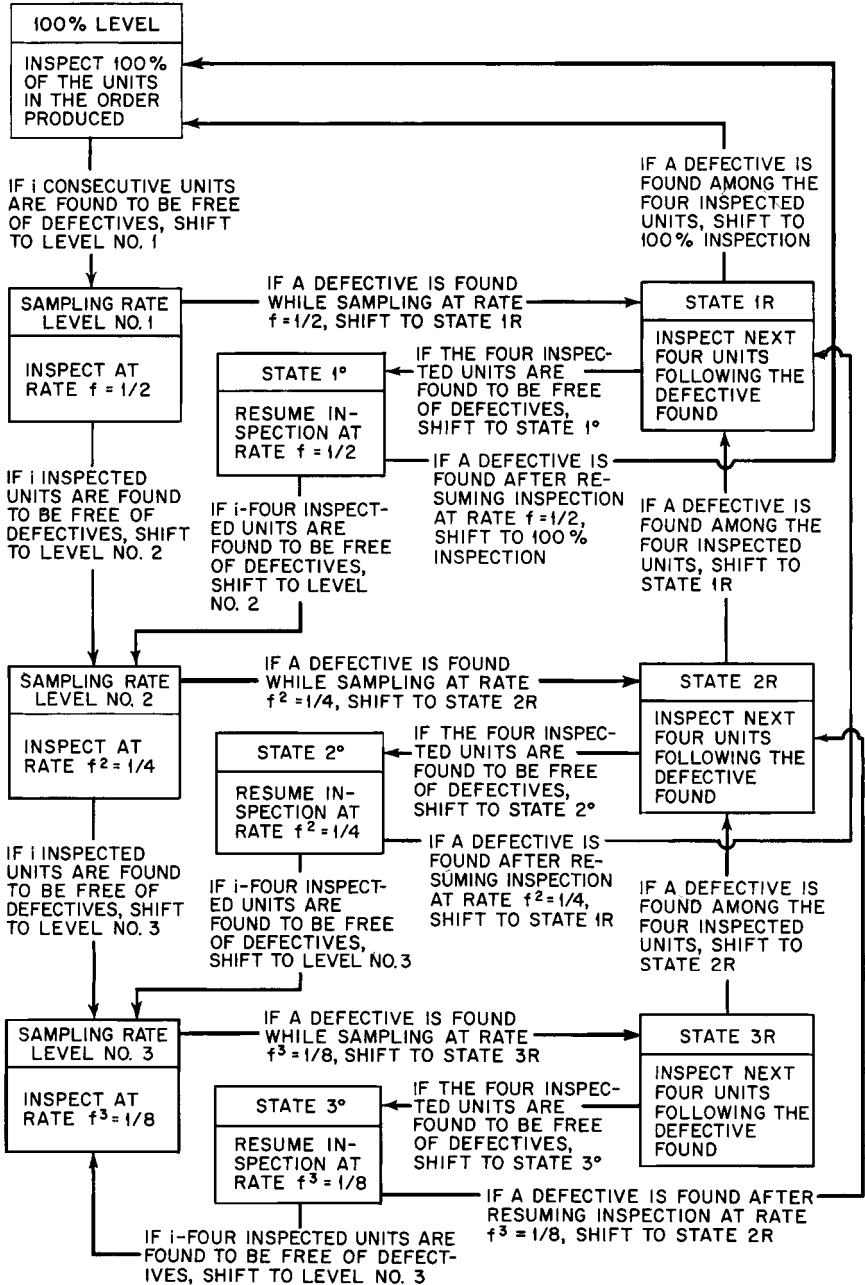 100% LEVEL
INSPECT 100%
OF THE UNITS
IN THE ORDER
PRODUCED
IF i CONSECUTIVE UNITS
ARE FOUND TO BE FREE
OF DEFECTIVES, SHIFT
TO LEVEL NO. 1
IF A DEFECTIVE IS
FOUND AMONG THE
FOUR INSPECTED
UNITS, SHIFT TO
100% INSPECTION
SAMPLING RATE
LEVEL NO. 1
INSPECT AT
RATE f = 1/2
IF A DEFECTIVE IS FOUND
WHILE SAMPLING AT RATE
f = 1/2, SHIFT TO STATE 1R
STATE 1R
INSPECT NEXT
FOUR UNITS
FOLLOWING THE
DEFECTIVE
FOUND
IF THE FOUR INSPEC-
TED UNITS ARE
FOUND TO BE FREE
OF DEFECTIVES,
SHIFT TO STATE 1°
STATE 1°
RESUME IN-
SPECTION AT
RATE f = 1/2
IF A DEFECTIVE IS
FOUND AFTER RE-
SUMING INSPECTION
AT RATE f = 1/2,
SHIFT TO 100%
INSPECTION
IF i INSPECTED
UNITS ARE FOUND
TO BE FREE OF
DEFECTIVES, SHIFT
TO LEVEL NO. 2
IF i-FOUR INSPECT-
ED UNITS ARE
FOUND TO BE FREE
OF DEFECTIVES,
SHIFT TO LEVEL
NO. 2
IF A DEFECTIVE IS
FOUND AMONG THE
FOUR INSPECTED
UNITS, SHIFT TO
STATE 1R
SAMPLING RATE
LEVEL NO. 2
INSPECT AT
RATE f² = 1/4
IF A DEFECTIVE IS FOUND
WHILE SAMPLING AT RATE
f² = 1/4, SHIFT TO STATE 2R
STATE 2R
INSPECT NEXT
FOUR UNITS
FOLLOWING THE
DEFECTIVE
FOUND
IF THE FOUR INSPEC-
TED UNITS ARE
FOUND TO BE FREE
OF DEFECTIVES,
SHIFT TO STATE 2°
STATE 2°
RESUME IN-
SPECTION AT
RATE f² = 1/4
IF A DEFECTIVE IS
FOUND AFTER RE-
SUMING INSPECTION
AT RATE f² = 1/4,
SHIFT TO STATE 1R
IF i INSPECTED
UNITS ARE FOUND
TO BE FREE OF
DEFECTIVES, SHIFT
TO LEVEL NO. 3
IF i-FOUR INSPECT-
ED UNITS ARE
FOUND TO BE FREE
OF DEFECTIVES,
SHIFT TO LEVEL NO. 3
IF A DEFECTIVE IS
FOUND AMONG THE
FOUR INSPECTED
UNITS, SHIFT TO
STATE 2R
SAMPLING RATE
LEVEL NO. 3
INSPECT AT
RATE f³ = 1/8
IF A DEFECTIVE IS FOUND
WHILE SAMPLING AT RATE
f³ = 1/8, SHIFT TO STATE 3R
STATE 3R
INSPECT NEXT
FOUR UNITS
FOLLOWING THE
DEFECTIVE
FOUND
IF THE FOUR INSPEC-
TED UNITS ARE
FOUND TO BE FREE
OF DEFECTIVES,
SHIFT TO STATE 3°
STATE 3°
RESUME IN-
SPECTION AT
RATE f³ = 1/8
IF A DEFECTIVE IS FOUND AFTER
RESUMING INSPECTION AT RATE
f³ = 1/8, SHIFT TO STATE 2R
IF i-FOUR INSPECTED UNITS ARE
FOUND TO BE FREE OF DEFECT-
IVES, SHIFT TO LEVEL NO. 3